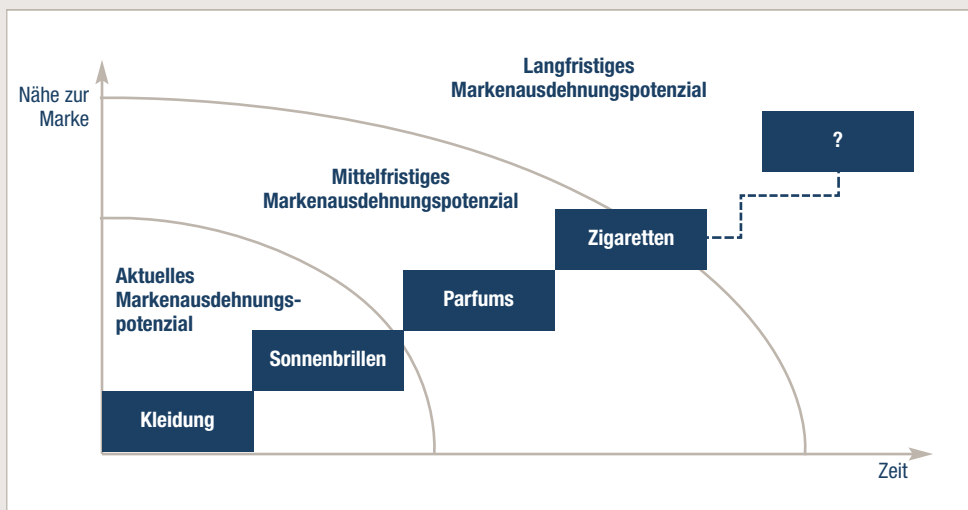 Langfristiges
Markenausdehnungspotenzial
Nähe zur
Marke
?
Mittelfristiges
Markenausdehnungspotenzial
Zigaretten
Aktuelles
Markenausdehnungs-
potenzial
Parfums
Sonnenbrillen
Kleidung
Zeit